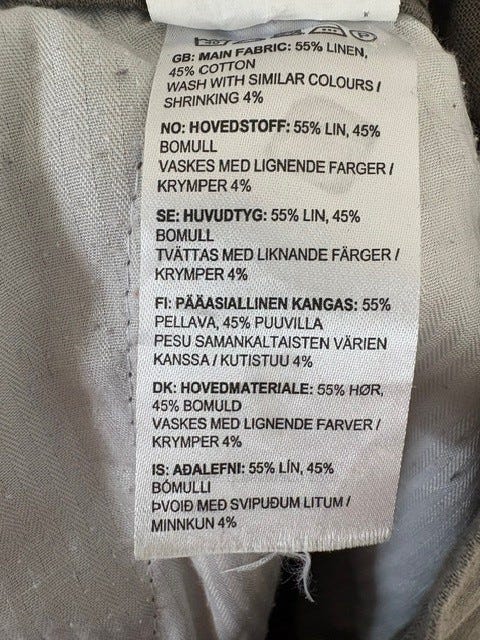 GB: MAIN FABRIC: 55% LINEN,
45% COTTON
WASH WITH SIMILAR COLOURS /
SHRINKING 4%
NO: HOVEDSTOFF: 55% LIN, 45%
BOMULL
VASKES MED LIGNENDE FARGER /
KRYMPER 4%
SE: HUVUDTYG: 55% LIN, 45%
BOMULL
TVÄTTAS MED LIKNANDE FÄRGER /
KRYMPER 4%
FI: PÄÄASIALLINEN KANGAS: 55%
PELLAVA, 45% PUUVILLA
PESU SAMANKALTAISTEN VÄRIEN
KANSSA / KUTISTUU 4%
DK: HOVEDMATERIALE: 55% HØR,
45% BOMULD
VASKES MED LIGNENDE FARVER /
KRYMPER 4%
IS: AÐALEFNI: 55% LÍN, 45%
BÓMULLI
ÞVOIÐ MEÐ SVIPUÐUM LITUM /
MINNKUN 4%